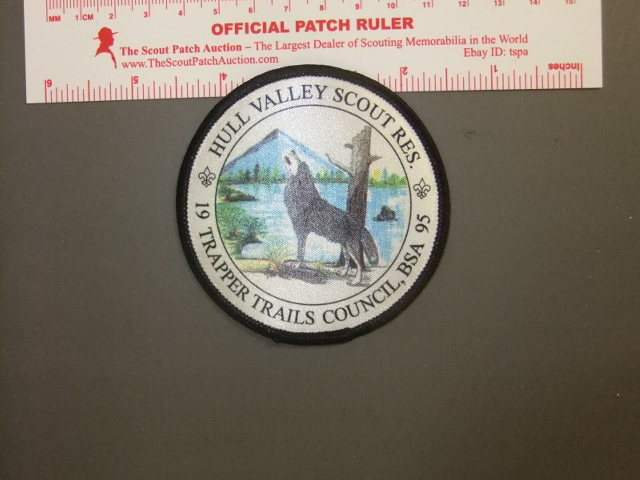 MM 1 CM 2 3 4 5 6 7 8 9 10 11 12 13 14 15
OFFICIAL PATCH RULER
The Scout Patch Auction – The Largest Dealer of Scouting Memorabilia in the World
www.TheScoutPatchAuction.com
Ebay ID: tspa
5 4 3 2 1 Inches
HULL VALLEY SCOUT RES.
19 TRAPPER TRAILS COUNCIL, BSA 95